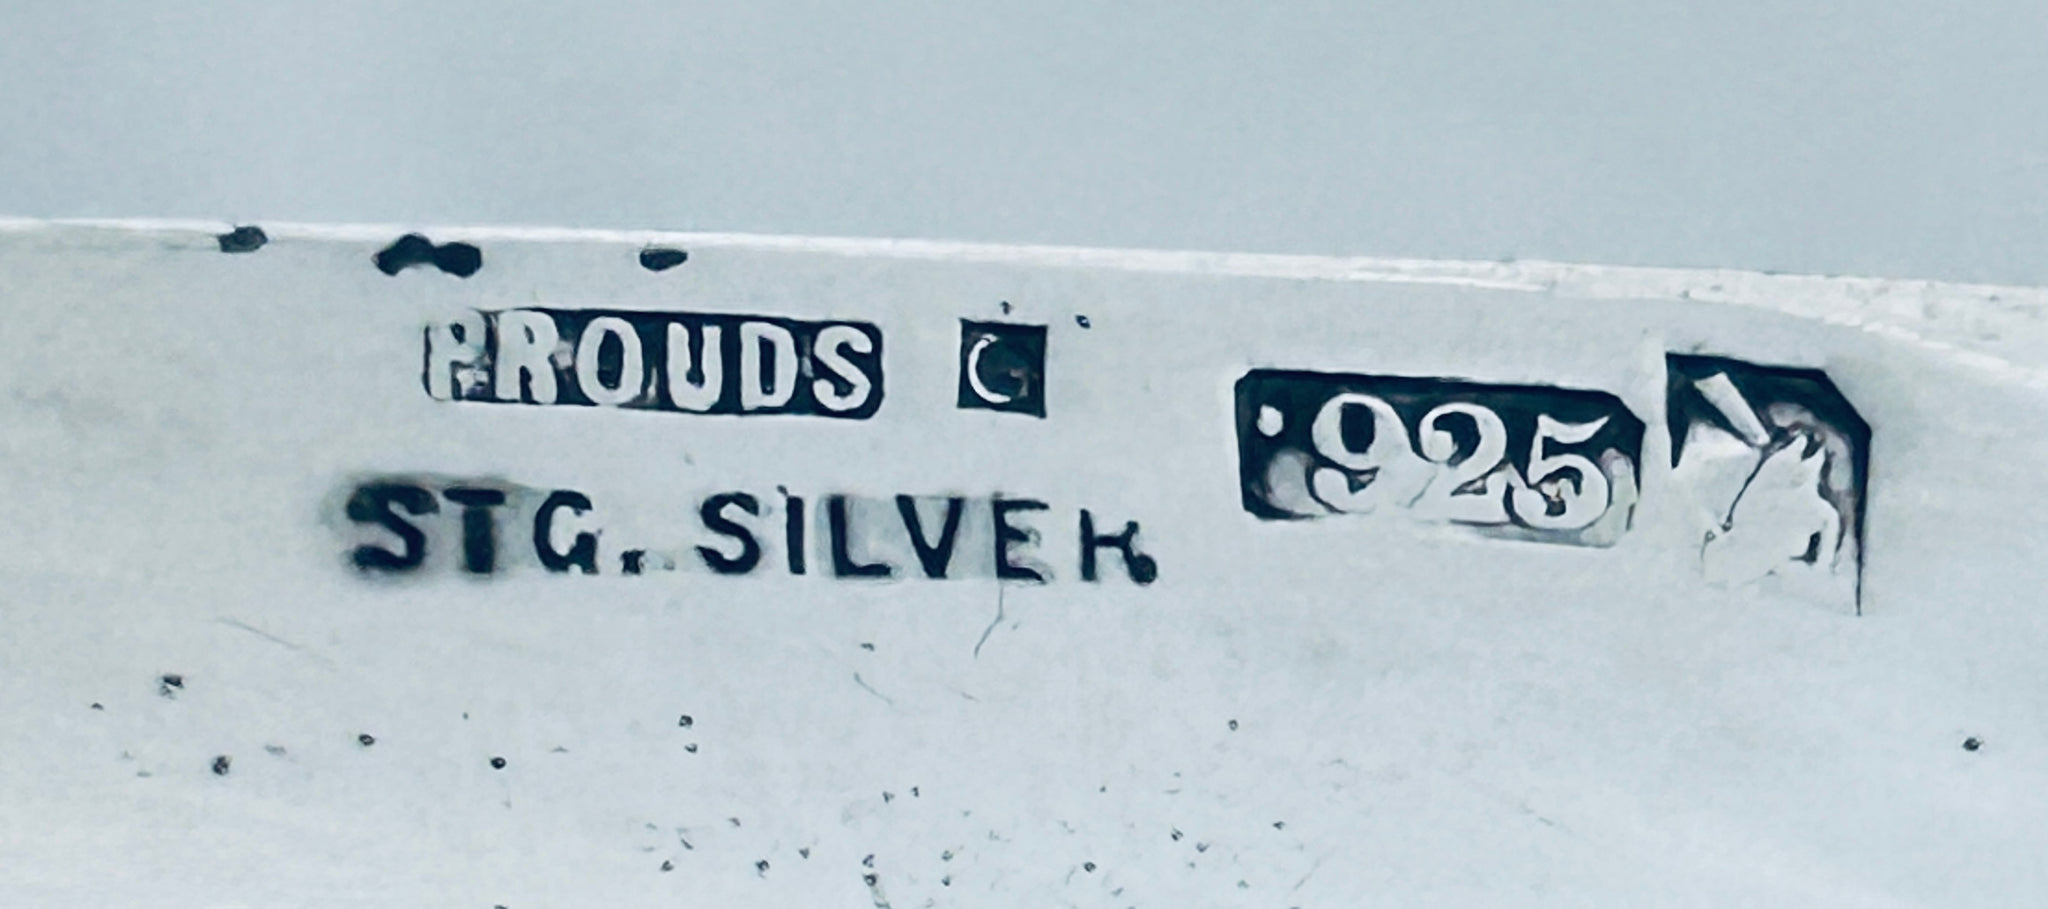 PROUDS C
.925
STG. SILVER